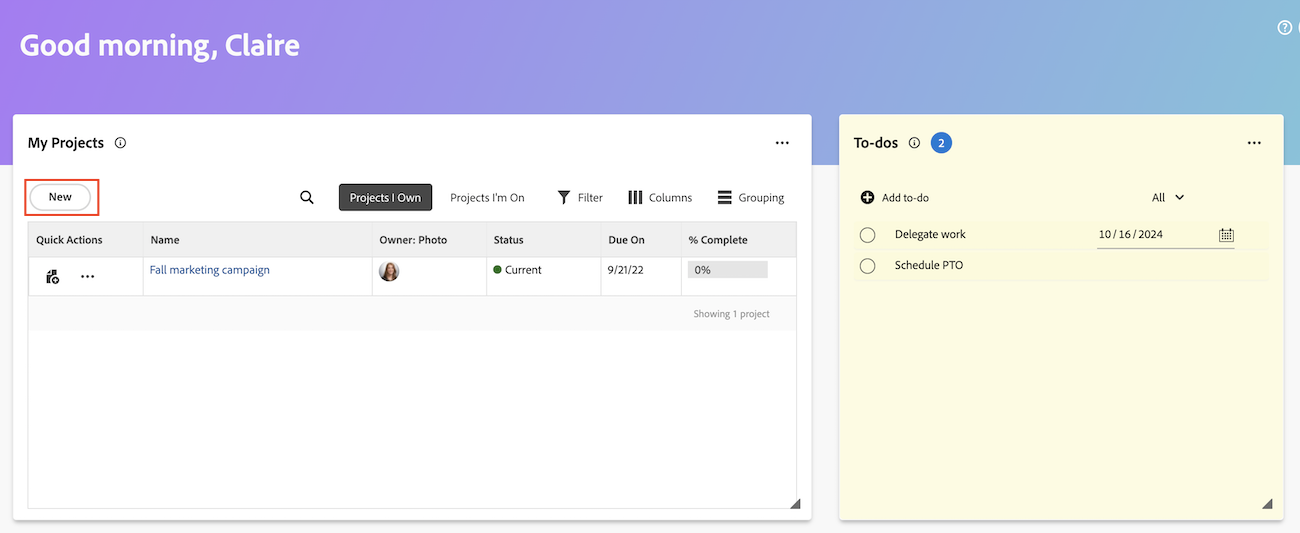 Good morning, Claire
My Projects
New
Projects I Own
Projects I'm On
Filter
Columns
Grouping
Quick Actions Name Owner: Photo Status Due On % Complete
Fall marketing campaign Current 9/21/22 0%
Showing 1 project
To-dos 2
Add to-do All
Delegate work 10/16/2024
Schedule PTO